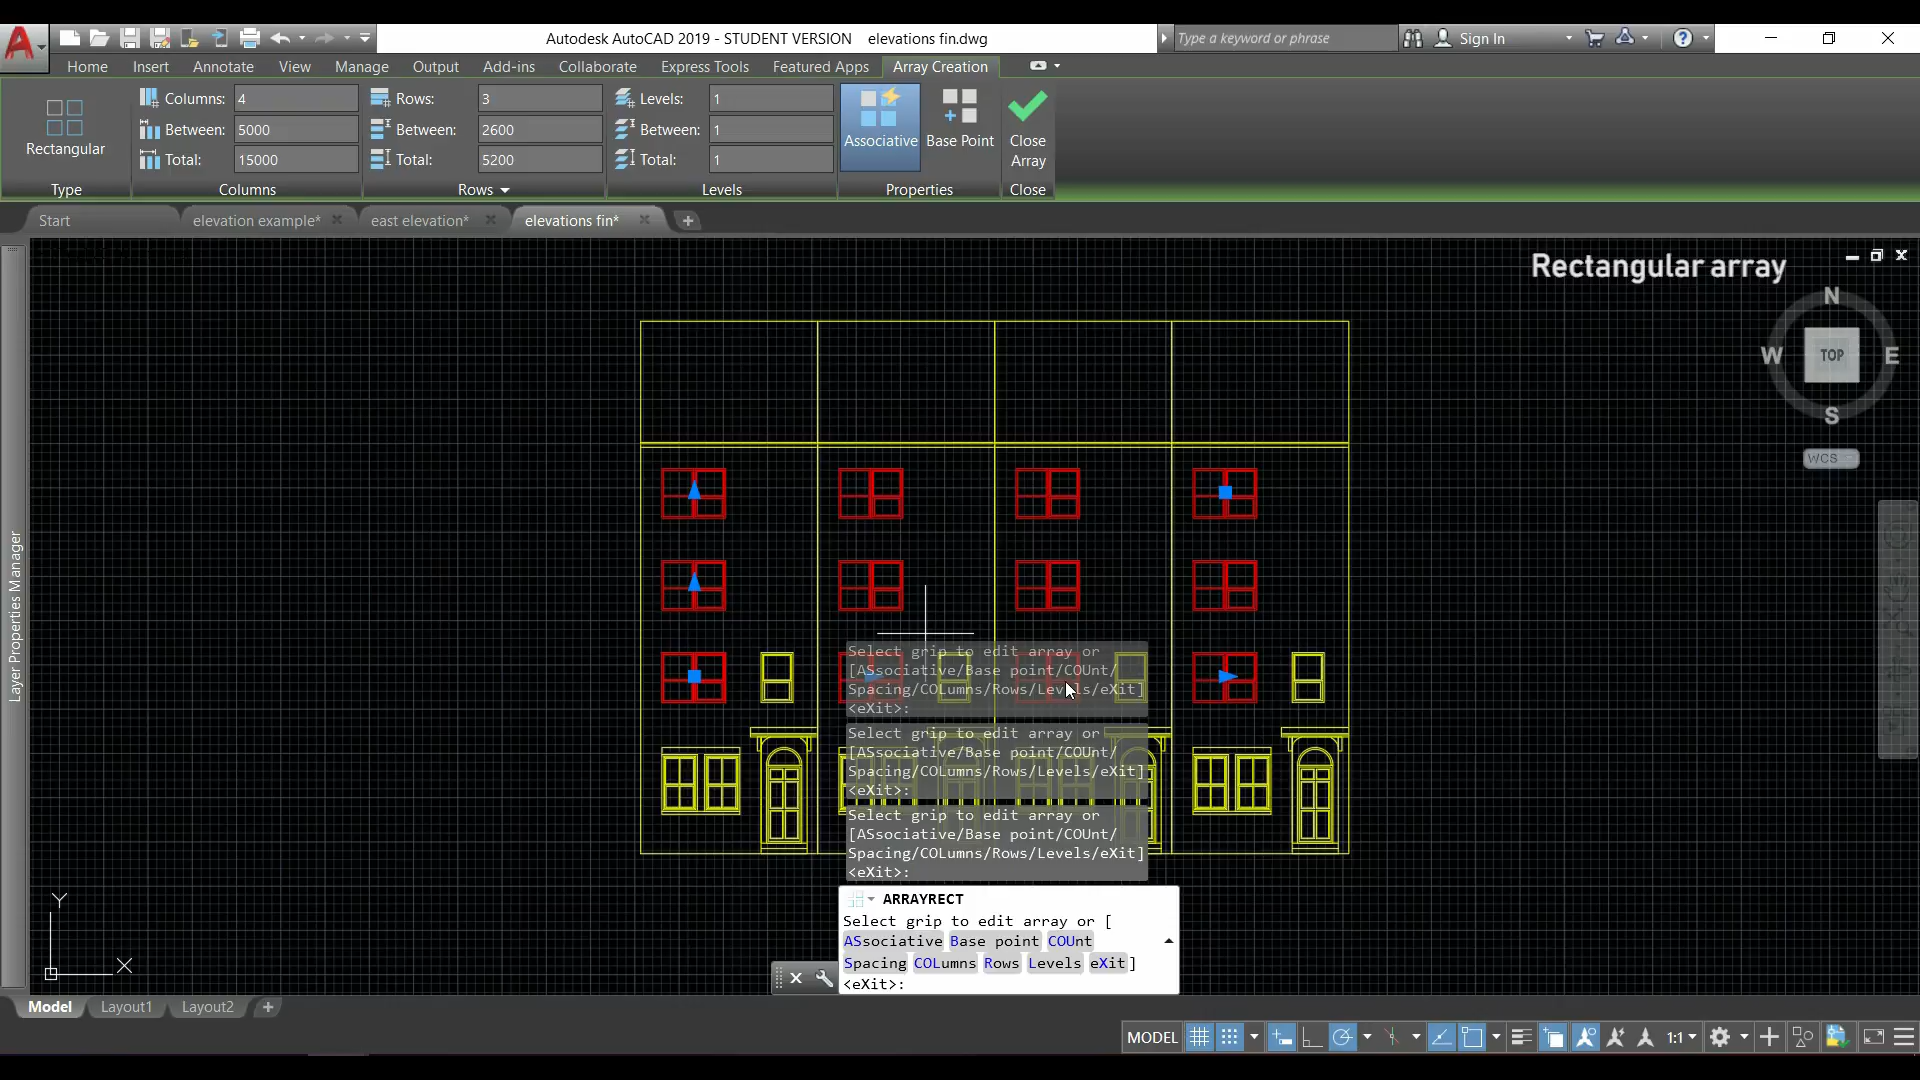 Autodesk AutoCAD 2019 - STUDENT VERSION elevations fin.dwg
Type a keyword or phrase
Sign In
Home Insert Annotate View Manage Output Add-ins Collaborate Express Tools Featured Apps Array Creation
Columns: 4 Rows: 3 Levels: 1
Between: 5000 Between: 2600 Between: 1
Total: 15000 Total: 5200 Total: 1
Rectangular
Associative Base Point Close
Array
Type Columns Rows Levels Properties Close
Start elevation example* east elevation* elevations fin*
Rectangular array
N
W TOP E
S
WCS
Layer Properties Manager
Select grip to edit array or
[ASsociative/Base point/COUnt/
Spacing/COLumns/Rows/Levels/eXit]
<eXit>:
Select grip to edit array or
[ASsociative/Base point/COUnt/
Spacing/COLumns/Rows/Levels/eXit]
<eXit>:
Select grip to edit array or
[ASsociative/Base point/COUnt/
Spacing/COLumns/Rows/Levels/eXit]
<eXit>:
ARRAYRECT
Select grip to edit array or [
ASsociative Base point COUnt
Spacing COLumns Rows Levels eXit]
<eXit>:
Y
X
Model Layout1 Layout2
MODEL 1:1